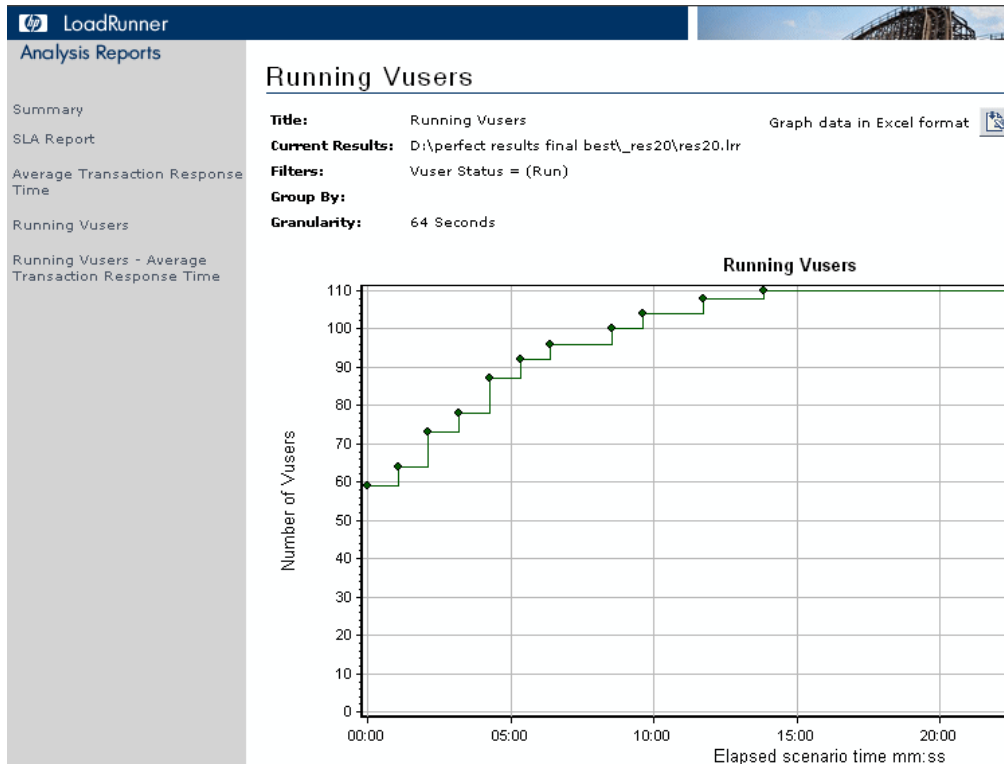 hp LoadRunner
Analysis Reports
Summary
SLA Report
Average Transaction Response
Time
Running Vusers
Running Vusers - Average
Transaction Response Time
Running Vusers
Title: Running Vusers
Graph data in Excel format
Current Results: D:\perfect results final best\_res20\res20.lrr
Filters: Vuser Status = (Run)
Group By:
Granularity: 64 Seconds
Running Vusers
Number of Vusers
110
100
90
80
70
60
50
40
30
20
10
0
00:00 05:00 10:00 15:00 20:00
Elapsed scenario time mm:ss